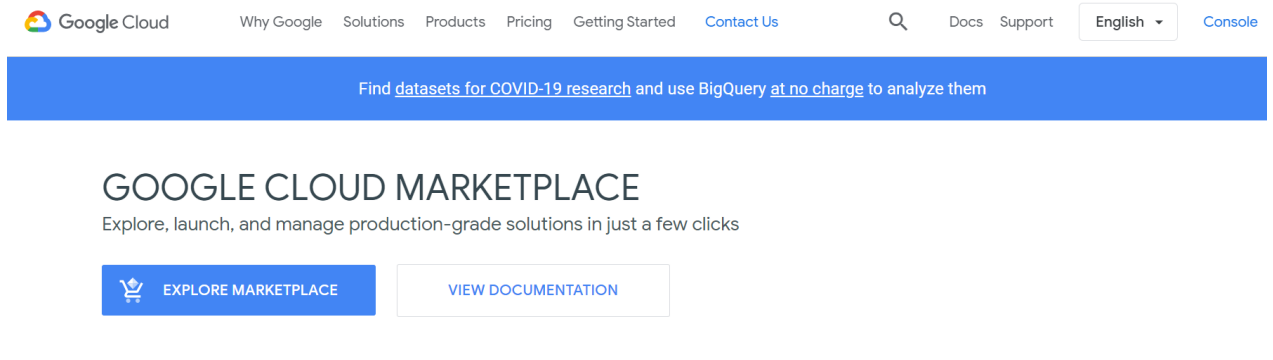 Google Cloud Why Google Solutions Products Pricing Getting Started Contact Us Docs Support English Console
Find datasets for COVID-19 research and use BigQuery at no charge to analyze them
GOOGLE CLOUD MARKETPLACE
Explore, launch, and manage production-grade solutions in just a few clicks
EXPLORE MARKETPLACE VIEW DOCUMENTATION